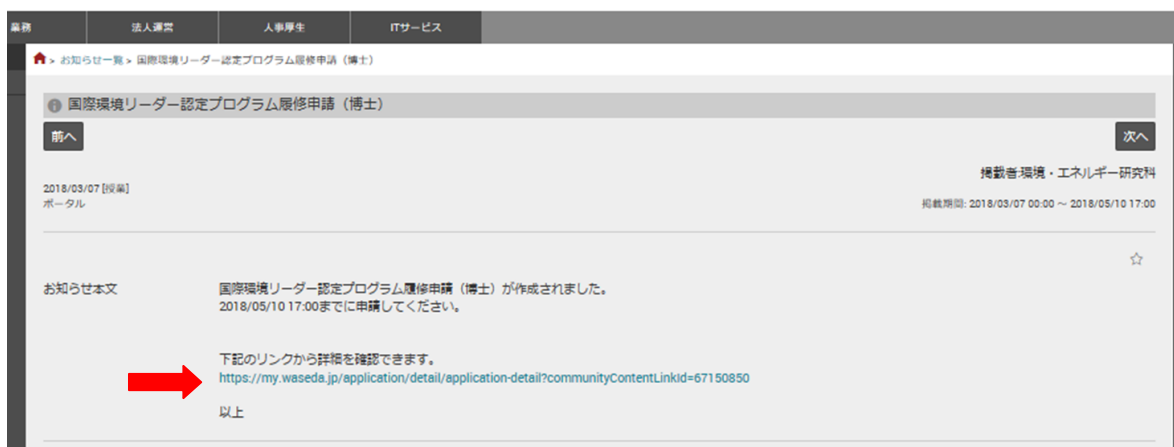 業務 法人運営 人事厚生 ITサービス
> お知らせ一覧 > 国際環境リーダー認定プログラム履修申請（博士）
国際環境リーダー認定プログラム履修申請（博士）
前へ 次へ
掲載者:環境・エネルギー研究科
2018/03/07 [授業]
ポータル
掲載期間: 2018/03/07 00:00 ～ 2018/05/10 17:00
お知らせ本文 国際環境リーダー認定プログラム履修申請（博士）が作成されました。
2018/05/10 17:00までに申請してください。
下記のリンクから詳細を確認できます。
https://my.waseda.jp/application/detail/application-detail?communityContentLinkId=67150850
以上